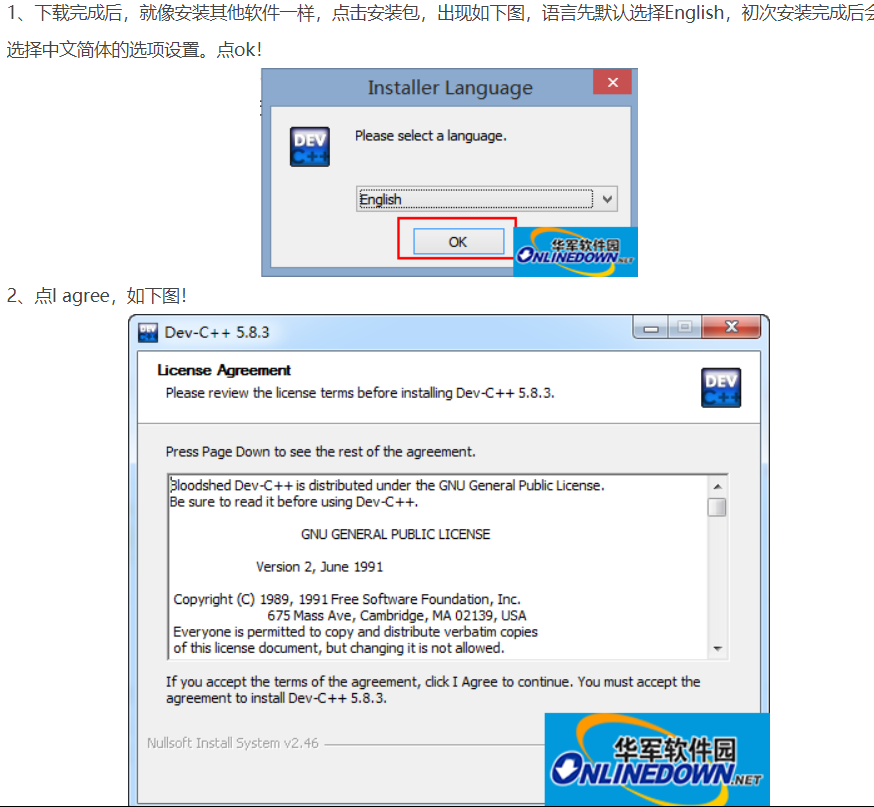 1、下载完成后，就像安装其他软件一样，点击安装包，出现如下图，语言先默认选择English，初次安装完成后会
选择中文简体的选项设置。点ok！
Installer Language
DEV
C++
Please select a language.
English
OK
华军软件园
ONLINEDOWN.NET
2、点I agree，如下图！
DEV
C++
Dev-C++ 5.8.3
License Agreement
Please review the license terms before installing Dev-C++ 5.8.3.
DEV
C++
Press Page Down to see the rest of the agreement.
Bloodshed Dev-C++ is distributed under the GNU General Public License.
Be sure to read it before using Dev-C++.
GNU GENERAL PUBLIC LICENSE
Version 2, June 1991
Copyright (C) 1989, 1991 Free Software Foundation, Inc.
675 Mass Ave, Cambridge, MA 02139, USA
Everyone is permitted to copy and distribute verbatim copies
of this license document, but changing it is not allowed.
If you accept the terms of the agreement, click I Agree to continue. You must accept the
agreement to install Dev-C++ 5.8.3.
Nullsoft Install System v2.46
华军软件园
ONLINEDOWN.NET